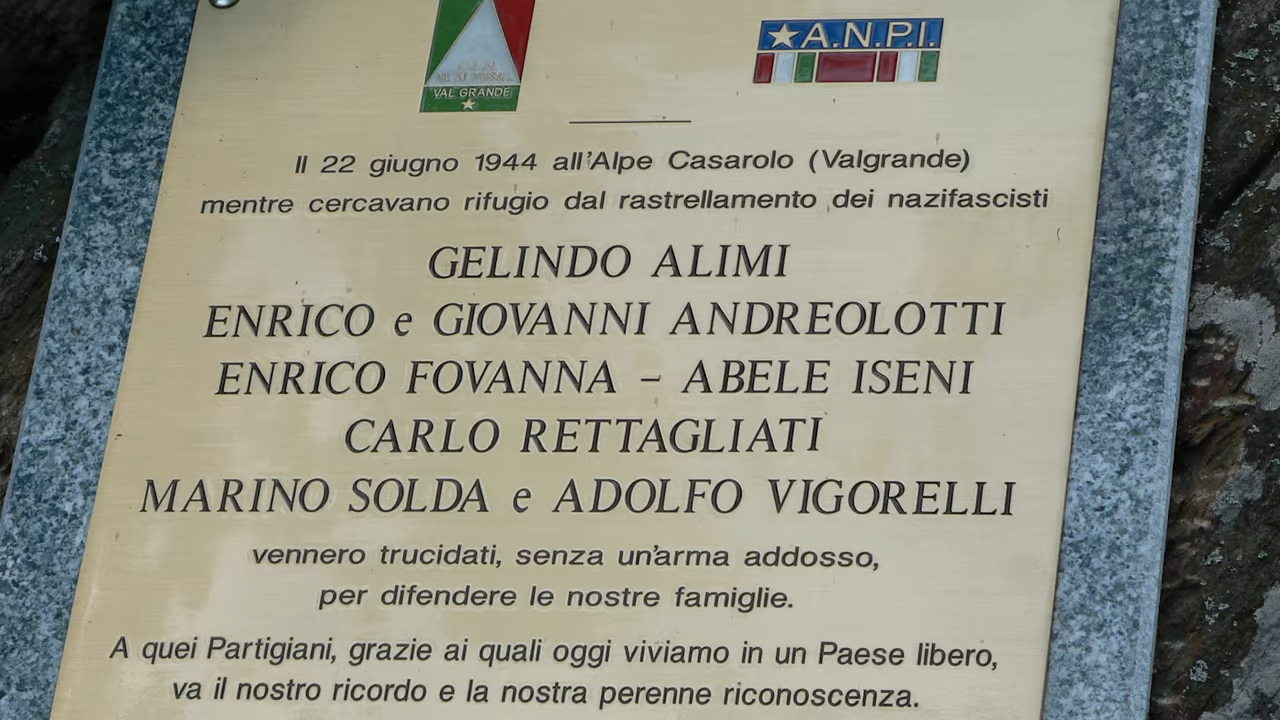 VAL GRANDE
A.N.P.I.
Il 22 giugno 1944 all'Alpe Casarolo (Valgrande)
mentre cercavano rifugio dal rastrellamento dei nazifascisti
GELINDO ALIMI
ENRICO e GIOVANNI ANDREOLOTTI
ENRICO FOVANNA - ABELE ISENI
CARLO RETTAGLIATI
MARINO SOLDA e ADOLFO VIGORELLI
vennero trucidati, senza un'arma addosso,
per difendere le nostre famiglie.
A quei Partigiani, grazie ai quali oggi viviamo in un Paese libero,
va il nostro ricordo e la nostra perenne riconoscenza.